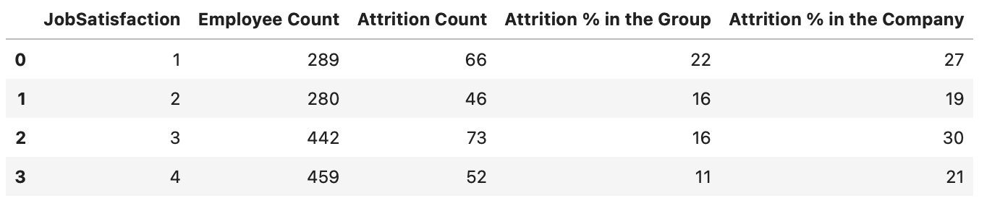 JobSatisfaction Employee Count Attrition Count Attrition % in the Group Attrition % in the Company
0 1 289 66 22 27
1 2 280 46 16 19
2 3 442 73 16 30
3 4 459 52 11 21